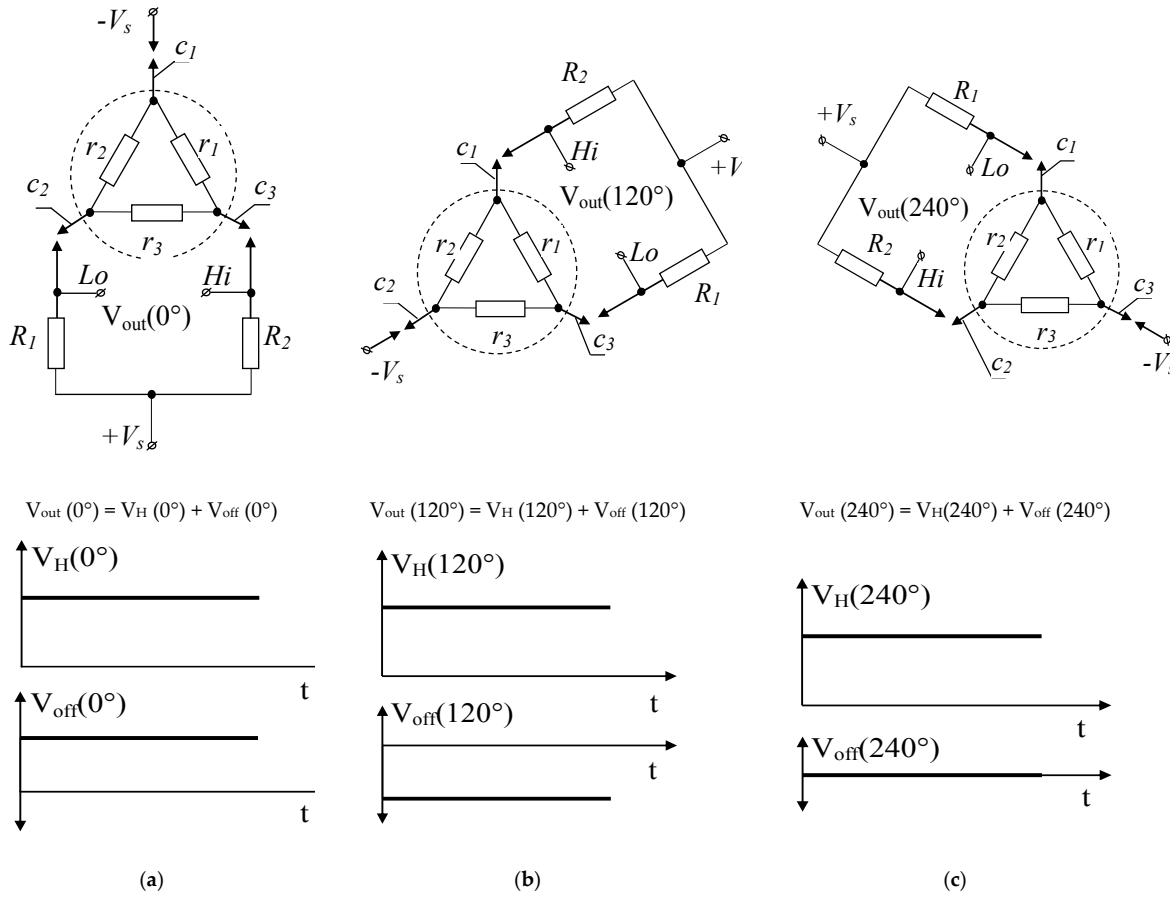 -Vs
c1
r2
r1
c2
c3
r3
Lo
Hi
Vout(0°)
R1
R2
+Vs
R2
c1
Hi
+V
Vout(120°)
r2
r1
Lo
R1
c2
r3
c3
-Vs
R1
+Vs
c1
Lo
Vout(240°)
R2
r2
r1
Hi
c3
r3
c2
-Vs
Vout (0°) = VH (0°) + Voff (0°)
Vout (120°) = VH (120°) + Voff (120°)
Vout (240°) = VH(240°) + Voff (240°)
VH(0°)
t
Voff(0°)
t
VH(120°)
t
Voff(120°)
t
VH(240°)
t
Voff(240°)
t
(a)
(b)
(c)